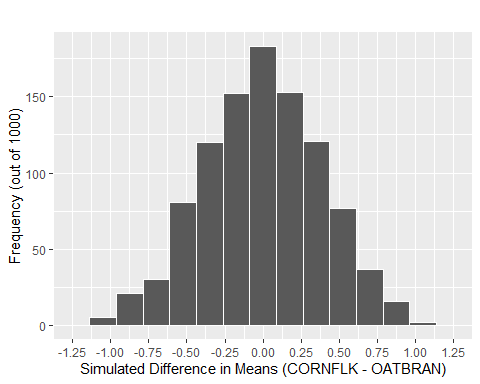 Frequency (out of 1000)
150
100
50
0
-1.25 -1.00 -0.75 -0.50 -0.25 0.00 0.25 0.50 0.75 1.00 1.25
Simulated Difference in Means (CORNFLK - OATBRAN)